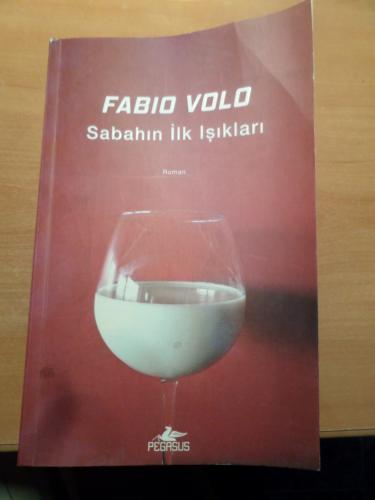 FABIO VOLO
Sabahın İlk Işıkları
Roman
PEGASUS